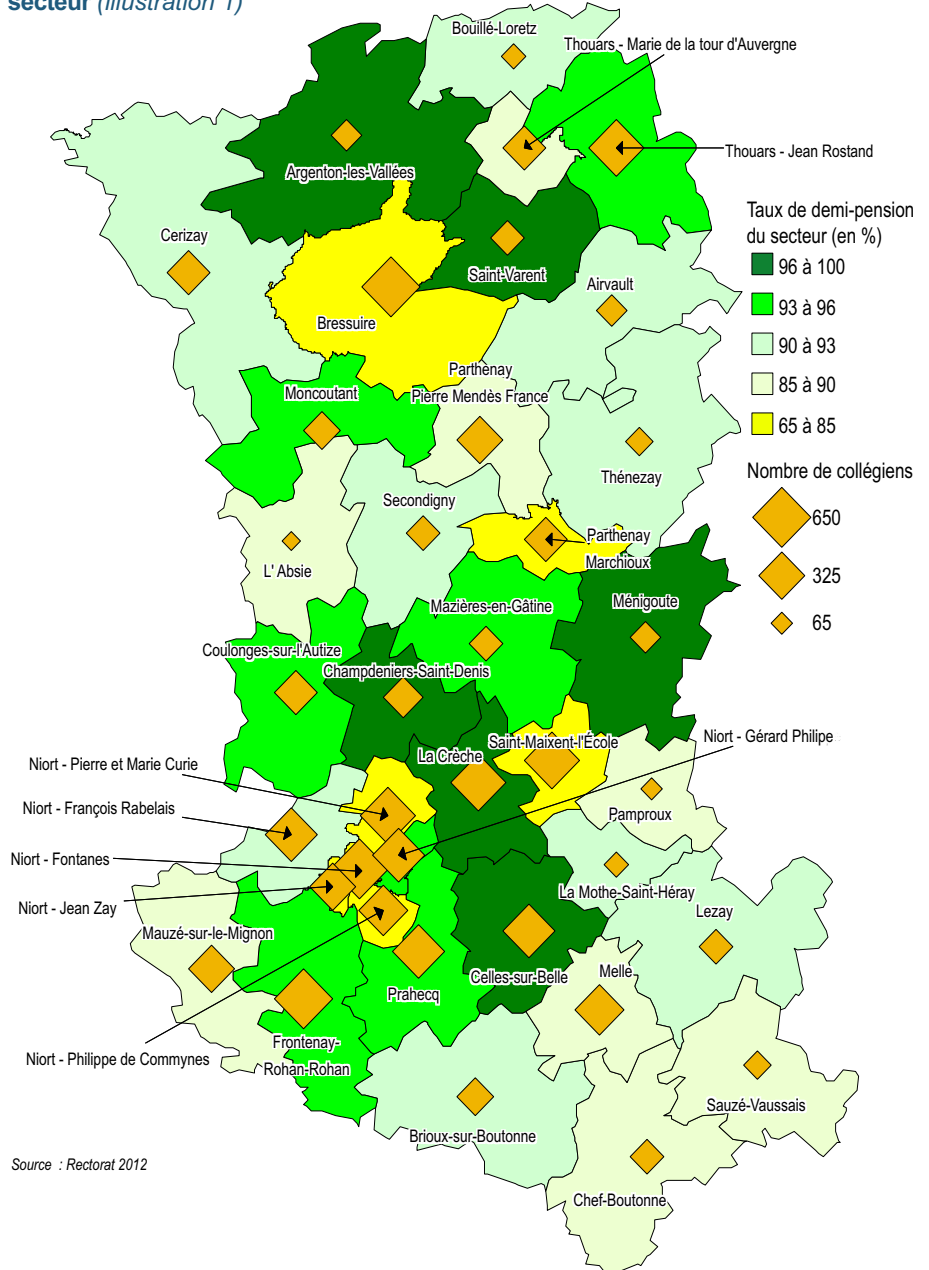 secteur (illustration 1)
Bouillé-Loretz
Thouars - Marie de la tour d'Auvergne
Thouars - Jean Rostand
Argenton-les-Vallées
Taux de demi-pension
du secteur (en %)
96 à 100
93 à 96
90 à 93
85 à 90
65 à 85
Cerizay
Saint-Varent
Airvault
Bressuire
Parthenay
Pierre Mendès France
Moncoutant
Nombre de collégiens
650
325
65
Thénezay
Secondigny
Parthenay
Marchioux
L' Absie
Ménigoute
Mazières-en-Gâtine
Coulonges-sur-l'Autize
Champdeniers-Saint-Denis
Niort - Gérard Philipe
Saint-Maixent-l'École
La Crèche
Niort - Pierre et Marie Curie
Niort - François Rabelais
Pamproux
Niort - Fontanes
La Mothe-Saint-Héray
Niort - Jean Zay
Lezay
Mauzé-sur-le-Mignon
Melle
Celles-sur-Belle
Prahecq
Frontenay-
Rohan-Rohan
Niort - Philippe de Commynes
Sauzé-Vaussais
Brioux-sur-Boutonne
Source : Rectorat 2012
Chef-Boutonne